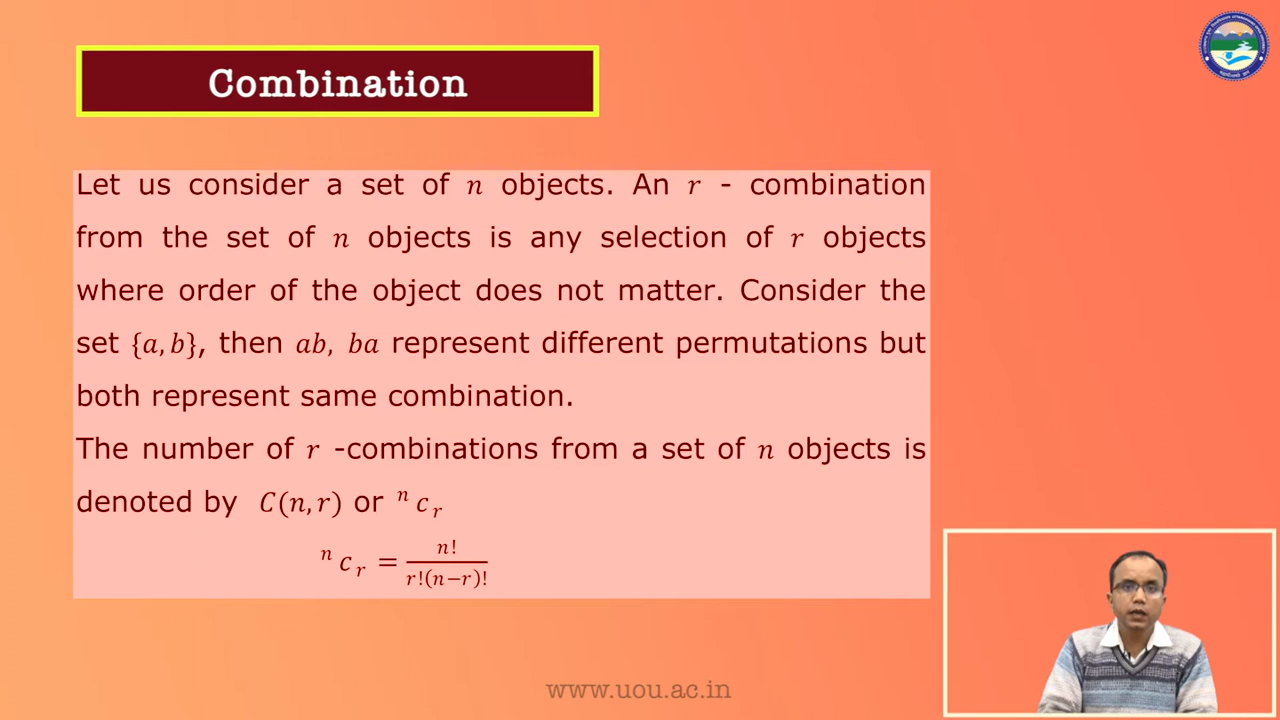 Combination
Let us consider a set of n objects. An r - combination
from the set of n objects is any selection of r objects
where order of the object does not matter. Consider the
set {a, b}, then ab, ba represent different permutations but
both represent same combination.
The number of r -combinations from a set of n objects is
denoted by C(n, r) or ⁿ c ᵣ
ⁿ c ᵣ = n! / r!(n−r)!
www.uou.ac.in